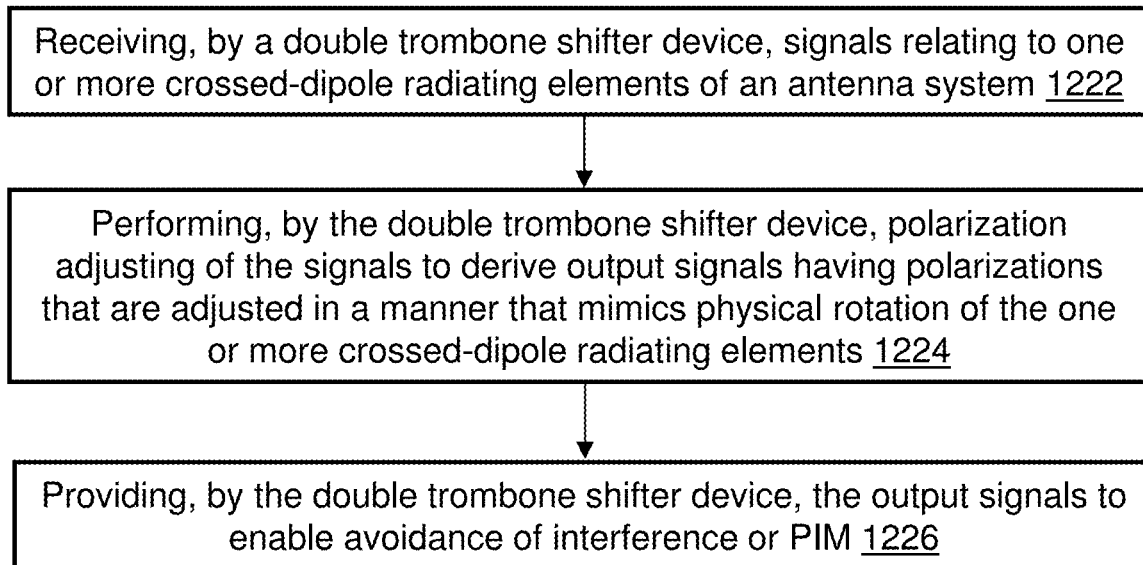 Receiving, by a double trombone shifter device, signals relating to one
or more crossed-dipole radiating elements of an antenna system 1222
Performing, by the double trombone shifter device, polarization
adjusting of the signals to derive output signals having polarizations
that are adjusted in a manner that mimics physical rotation of the one
or more crossed-dipole radiating elements 1224
Providing, by the double trombone shifter device, the output signals to
enable avoidance of interference or PIM 1226